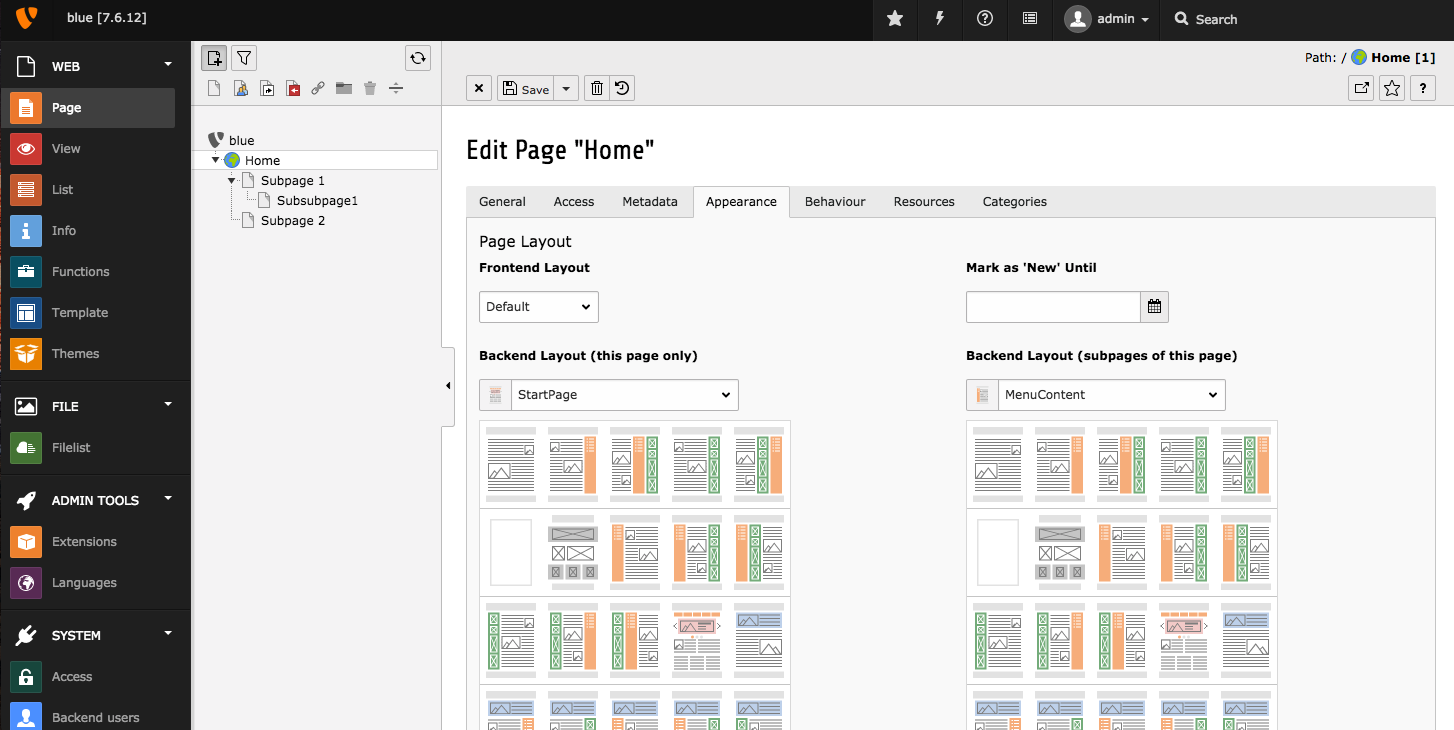 blue [7.6.12]
admin
Search
WEB
Page
View
List
Info
Functions
Template
Themes
FILE
Filelist
ADMIN TOOLS
Extensions
Languages
SYSTEM
Access
Backend users
blue
Home
Subpage 1
Subsubpage1
Subpage 2
Path: / Home [1]
Save
?
Edit Page "Home"
General Access Metadata Appearance Behaviour Resources Categories
Page Layout
Frontend Layout
Default
Mark as 'New' Until
Backend Layout (this page only)
StartPage
Backend Layout (subpages of this page)
MenuContent